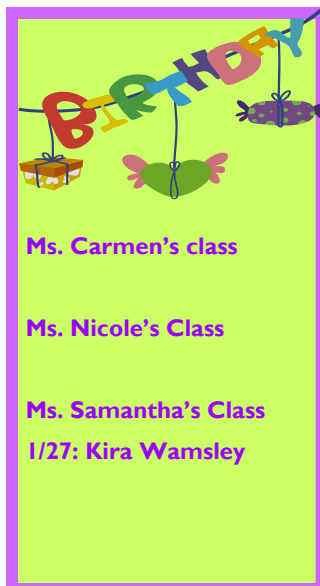 BIRTHDAY
Ms. Carmen’s class
Ms. Nicole’s Class
Ms. Samantha’s Class
1/27: Kira Wamsley